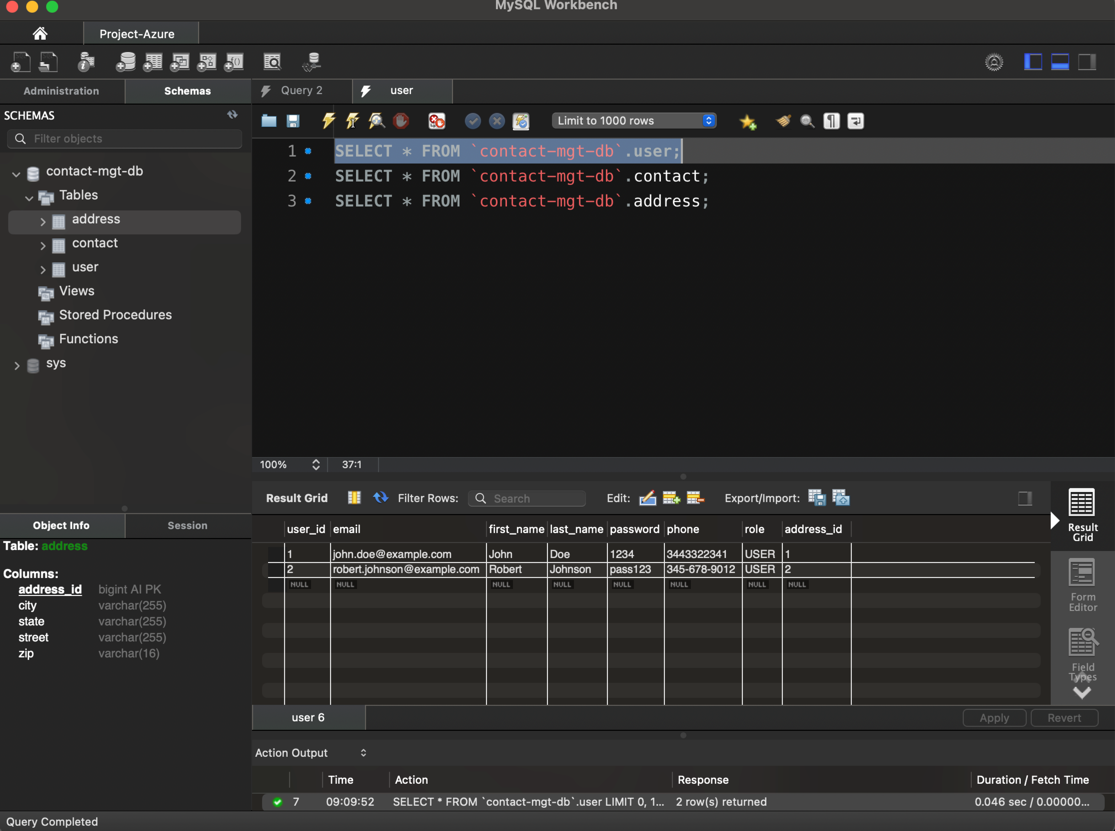 MySQL Workbench
Project-Azure
Administration
Schemas
SCHEMAS
Filter objects
contact-mgt-db
Tables
address
contact
user
Views
Stored Procedures
Functions
sys
Object Info
Session
Table: address
Columns:
address_id bigint AI PK
city varchar(255)
state varchar(255)
street varchar(255)
zip varchar(16)
Query 2
user
Limit to 1000 rows
1 SELECT * FROM `contact-mgt-db`.user;
2 SELECT * FROM `contact-mgt-db`.contact;
3 SELECT * FROM `contact-mgt-db`.address;
100% 37:1
Result Grid Filter Rows: Search Edit: Export/Import:
user_id email first_name last_name password phone role address_id
1 john.doe@example.com John Doe 1234 3443322341 USER 1
2 robert.johnson@example.com Robert Johnson pass123 345-678-9012 USER 2
NULL NULL NULL NULL NULL NULL NULL NULL
Result
Grid
Form
Editor
Field
Types
user 6
Apply Revert
Action Output
Time Action Response Duration / Fetch Time
7 09:09:52 SELECT * FROM `contact-mgt-db`.user LIMIT 0, 1... 2 row(s) returned 0.046 sec / 0.00000...
Query Completed